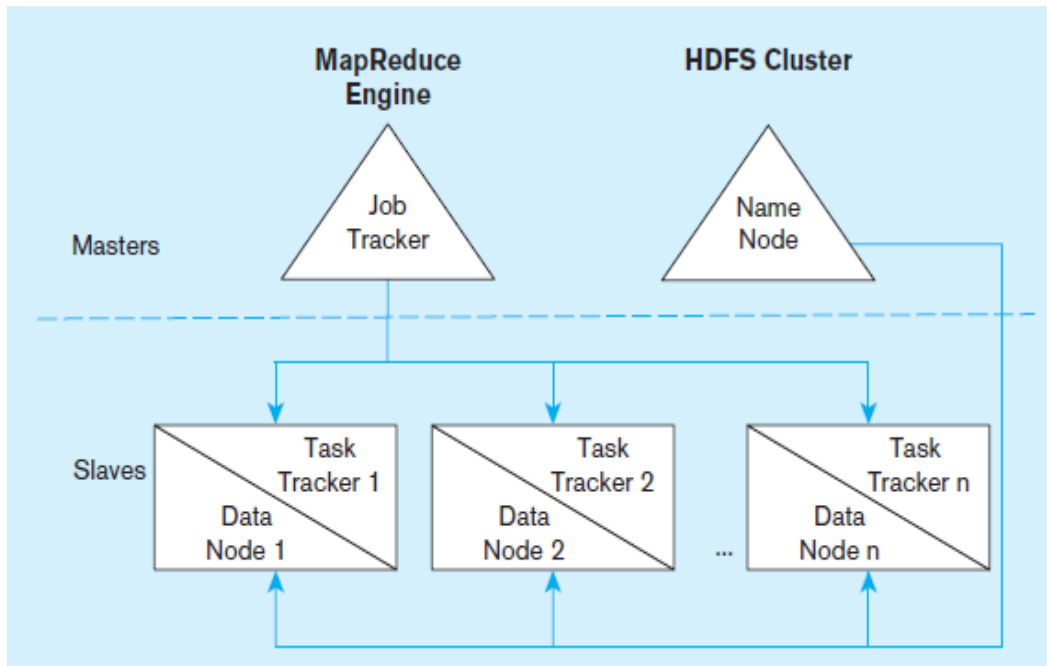 MapReduce
Engine
HDFS Cluster
Job
Tracker
Name
Node
Masters
Slaves
Task
Tracker 1
Data
Node 1
Task
Tracker 2
Data
Node 2
...
Task
Tracker n
Data
Node n